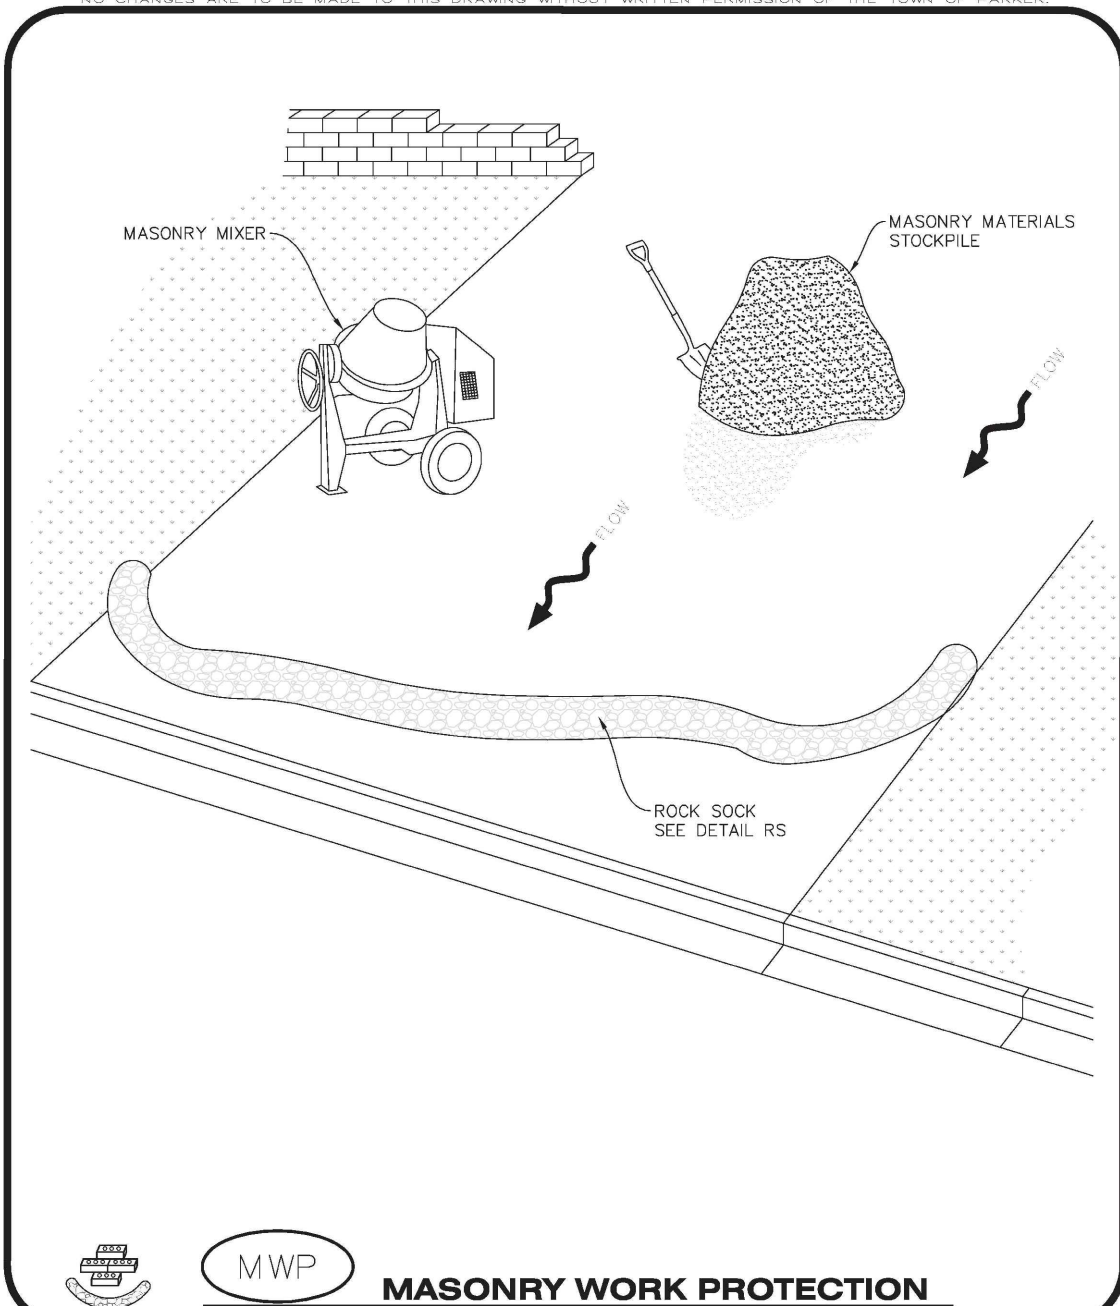 NO CHANGES ARE TO BE MADE TO THIS DRAWING WITHOUT WRITTEN PERMISSION OF THE TOWN OF PARKER.
MASONRY MIXER
MASONRY MATERIALS
STOCKPILE
FLOW
FLOW
ROCK SOCK
SEE DETAIL RS
MWP
MASONRY WORK PROTECTION